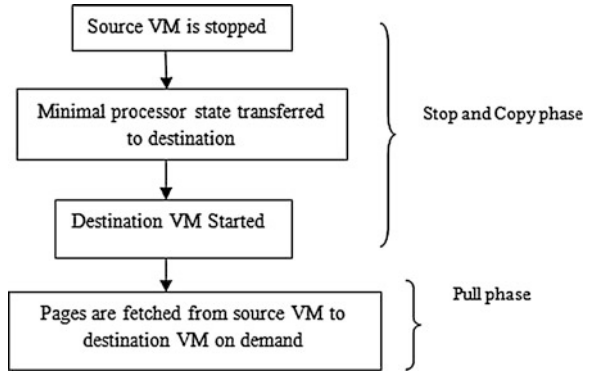 Source VM is stopped
Minimal processor state transferred
to destination
Stop and Copy phase
Destination VM Started
Pages are fetched from source VM to
destination VM on demand
Pull phase